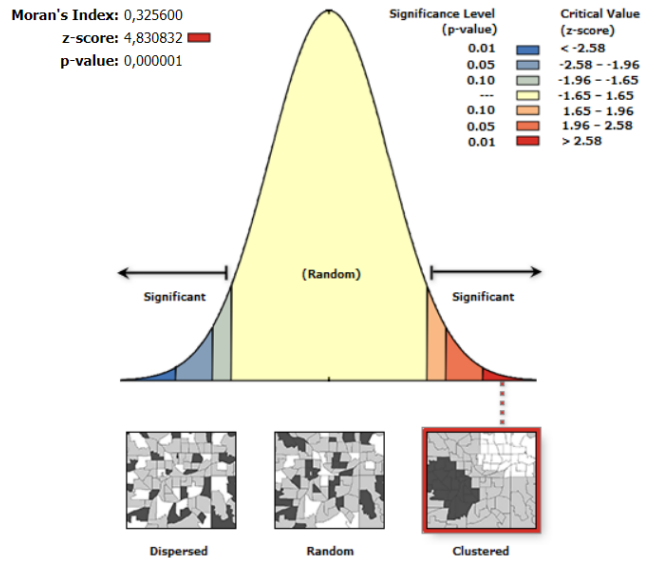 Moran's Index: 0,325600
z-score: 4,830832
p-value: 0,000001
Significance Level
(p-value)
Critical Value
(z-score)
0.01 < -2.58
0.05 -2.58 – -1.96
0.10 -1.96 – -1.65
--- -1.65 – 1.65
0.10 1.65 – 1.96
0.05 1.96 – 2.58
0.01 > 2.58
(Random)
Significant
Significant
Dispersed
Random
Clustered